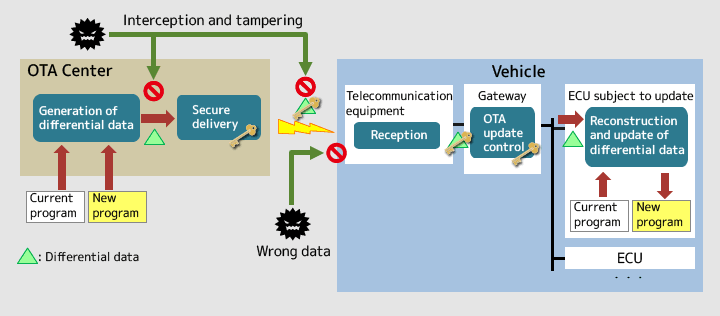 Interception and tampering
OTA Center
Generation of
differential data
Secure
delivery
Current
program
New
program
: Differential data
Wrong data
Vehicle
Telecommunication
equipment
Reception
Gateway
OTA
update
control
ECU subject to update
Reconstruction
and update of
differential data
Current
program
New
program
ECU
. . .